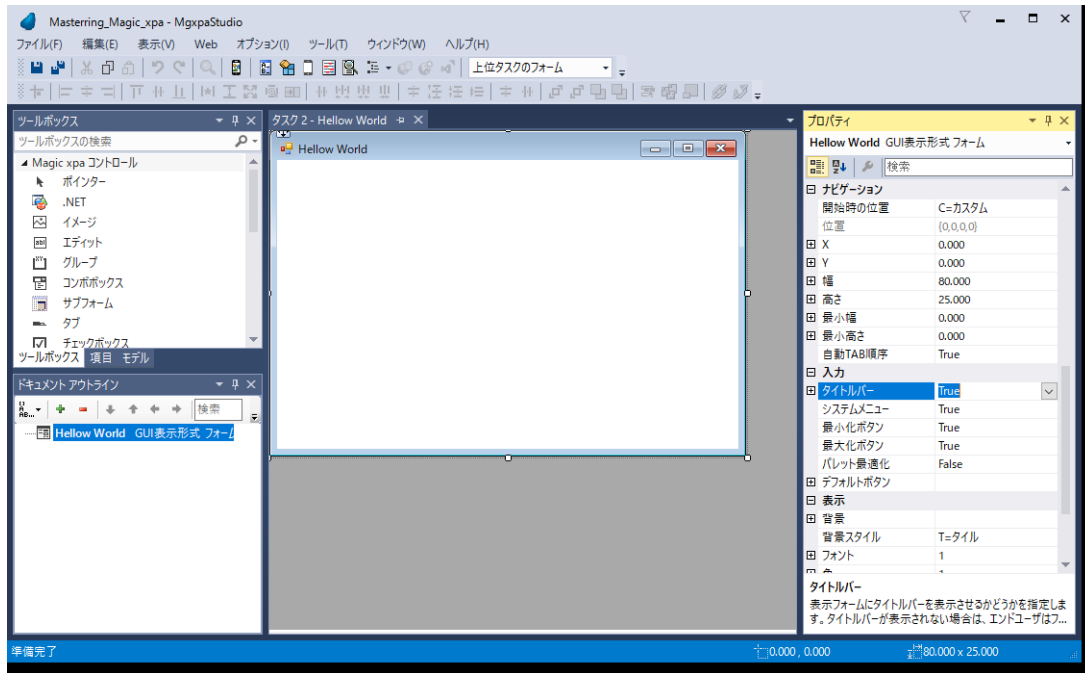 Masterring_Magic_xpa - MgxpaStudio
ファイル(F) 編集(E) 表示(V) Web オプション(I) ツール(T) ウィンドウ(W) ヘルプ(H)
上位タスクのフォーム
ツールボックス
ツールボックスの検索
Magic xpa コントロール
ポインター
.NET
イメージ
エディット
グループ
コンボボックス
サブフォーム
タブ
チェックボックス
ツールボックス 項目 モデル
ドキュメント アウトライン
検索
Hellow World GUI表示形式 フォーム
タスク 2 - Hellow World
Hellow World
プロパティ
Hellow World GUI表示形式 フォーム
検索
ナビゲーション
開始時の位置 C=カスタム
位置 {0,0,0,0}
X 0.000
Y 0.000
幅 80.000
高さ 25.000
最小幅 0.000
最小高さ 0.000
自動TAB順序 True
入力
タイトルバー True
システムメニュー True
最小化ボタン True
最大化ボタン True
パレット最適化 False
デフォルトボタン
表示
背景
背景スタイル T=タイル
フォント 1
タイトルバー
表示フォームにタイトルバーを表示させるかどうかを指定しま
す。タイトルバーが表示されない場合は、エンドユーザはフ...
準備完了 0.000 , 0.000 80.000 x 25.000